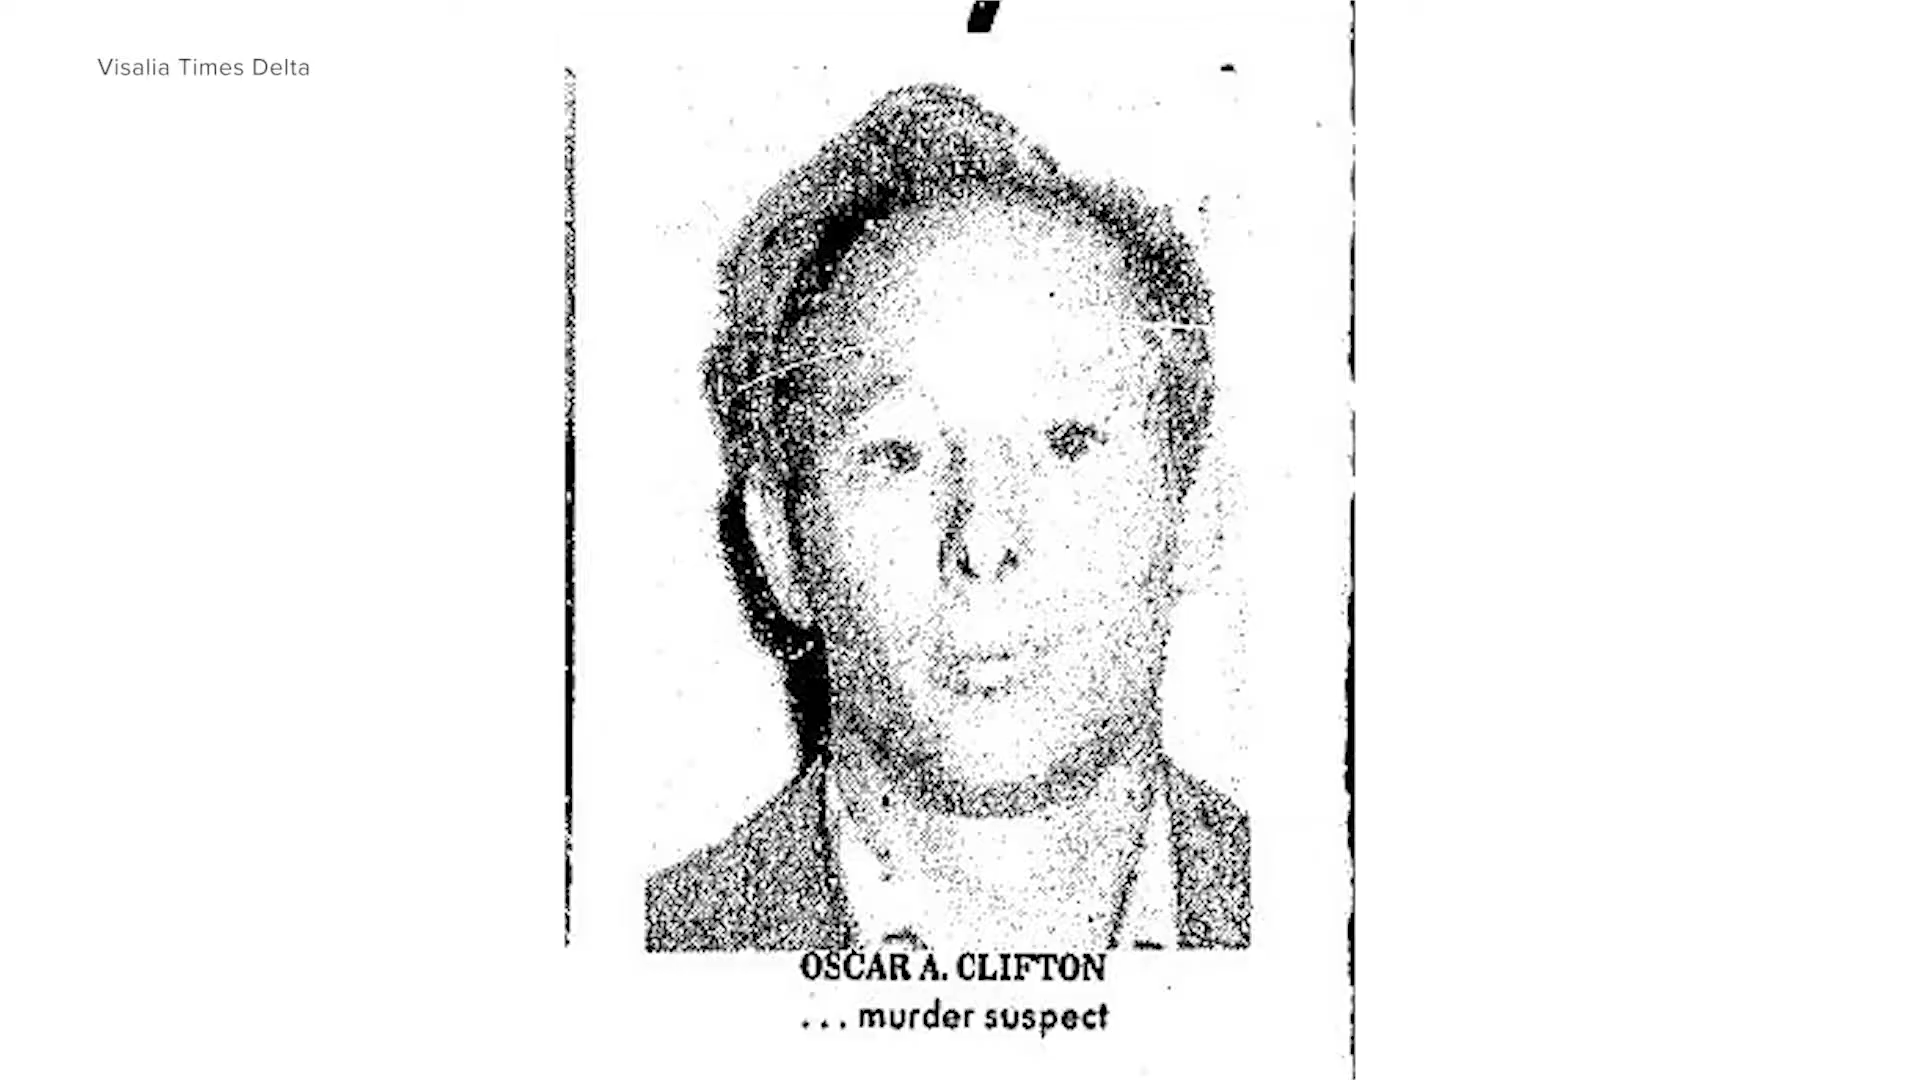 Visalia Times Delta
OSCAR A. CLIFTON
... murder suspect